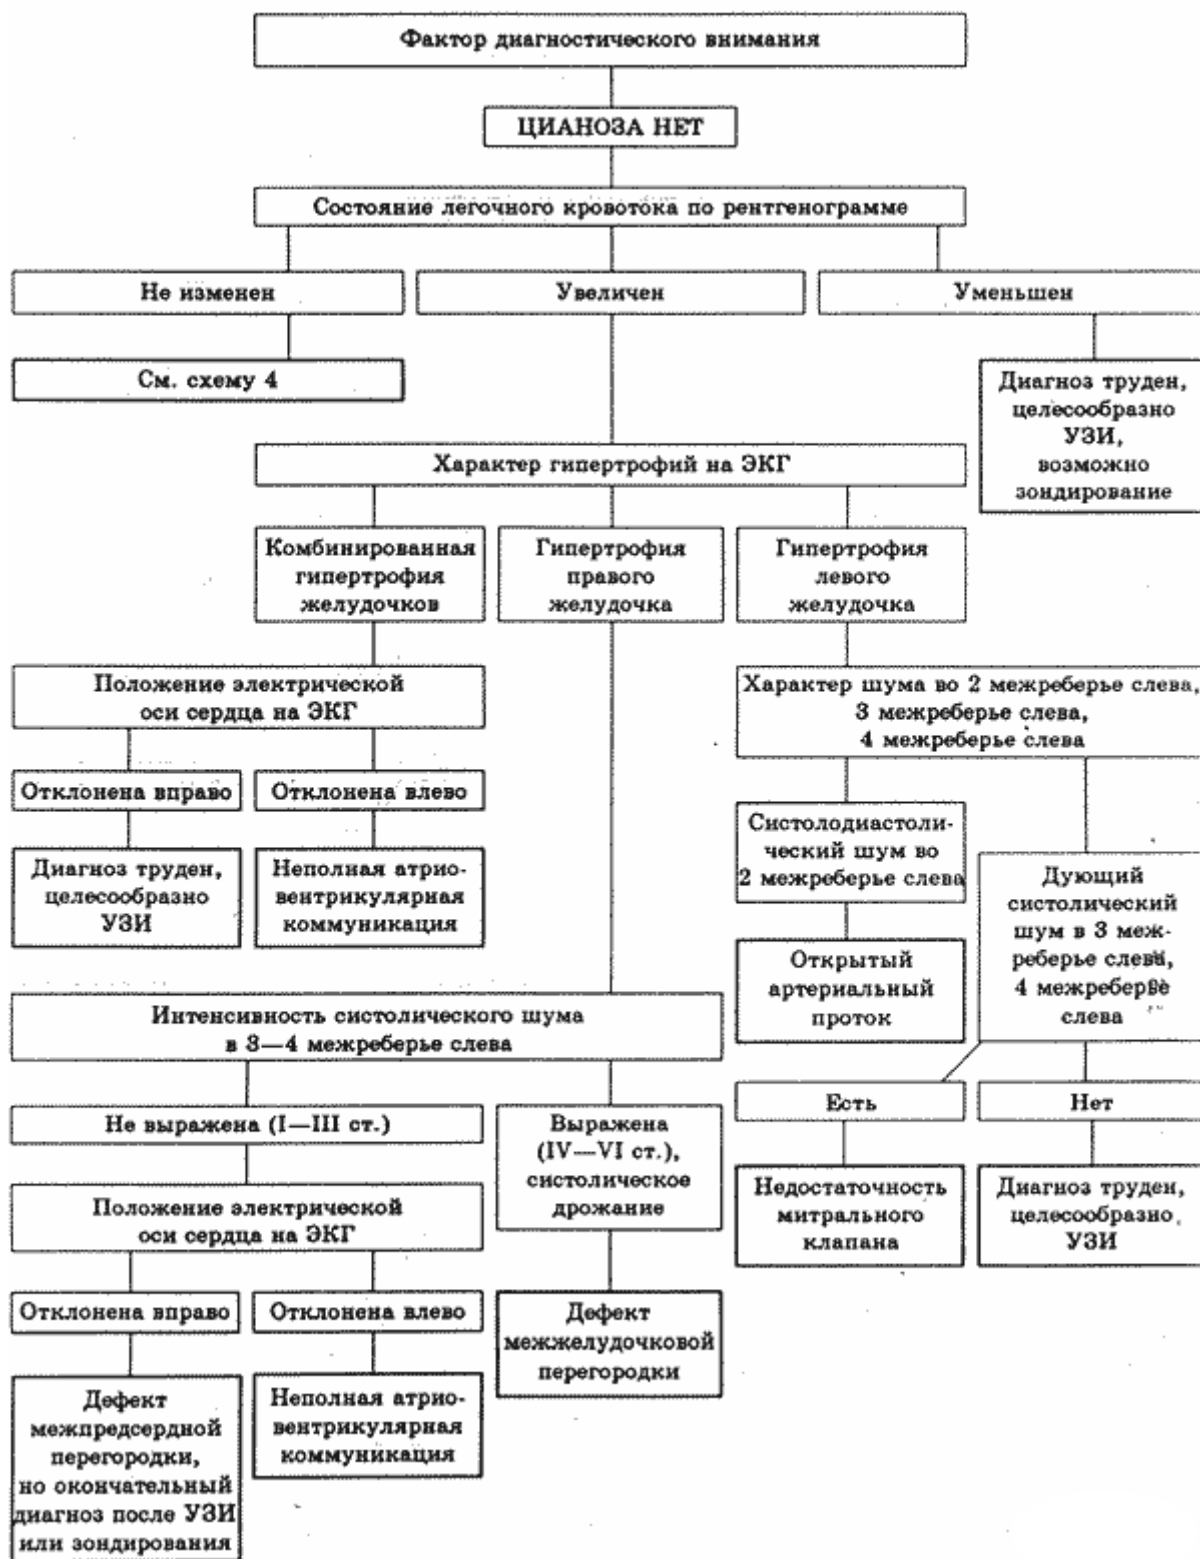 Фактор диагностического внимания
ЦИАНОЗА НЕТ
Состояние легочного кровотока по рентгенограмме
Не изменен
Увеличен
Уменьшен
См. схему 4
Диагноз труден,
целесообразно
УЗИ,
возможно
зондирование
Характер гипертрофий на ЭКГ
Комбинированная
гипертрофия
желудочков
Гипертрофия
правого
желудочка
Гипертрофия
левого
желудочка
Положение электрической
оси сердца на ЭКГ
Характер шума во 2 межреберье слева,
3 межреберье слева,
4 межреберье слева
Отклонена вправо
Отклонена влево
Диагноз труден,
целесообразно
УЗИ
Неполная атрио-
вентрикулярная
коммуникация
Систолодиастоли-
ческий шум во
2 межреберье слева
Дующий
систолический
шум в 3 меж-
реберье слева,
4 межреберье
слева
Открытый
артериальный
проток
Интенсивность систолического шума
в 3—4 межреберье слева
Есть
Нет
Не выражена (I—III ст.)
Выражена
(IV—VI ст.),
систолическое
дрожание
Недостаточность
митрального
клапана
Диагноз труден,
целесообразно
УЗИ
Положение электрической
оси сердца на ЭКГ
Отклонена вправо
Отклонена влево
Дефект
межжелудочковой
перегородки
Дефект
межпредсердной
перегородки,
но окончательный
диагноз после УЗИ
или зондирования
Неполная атрио-
вентрикулярная
коммуникация